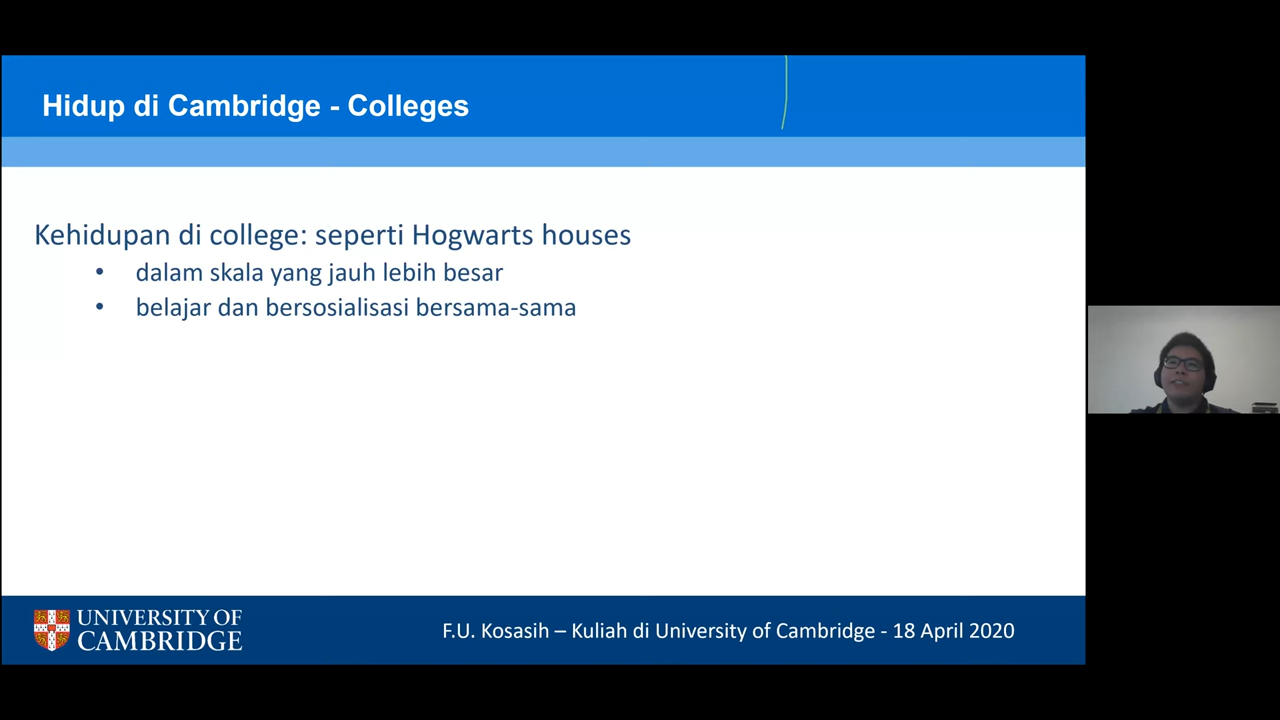 Hidup di Cambridge - Colleges
Kehidupan di college: seperti Hogwarts houses
• dalam skala yang jauh lebih besar
• belajar dan bersosialisasi bersama-sama
UNIVERSITY OF
CAMBRIDGE
F.U. Kosasih – Kuliah di University of Cambridge - 18 April 2020